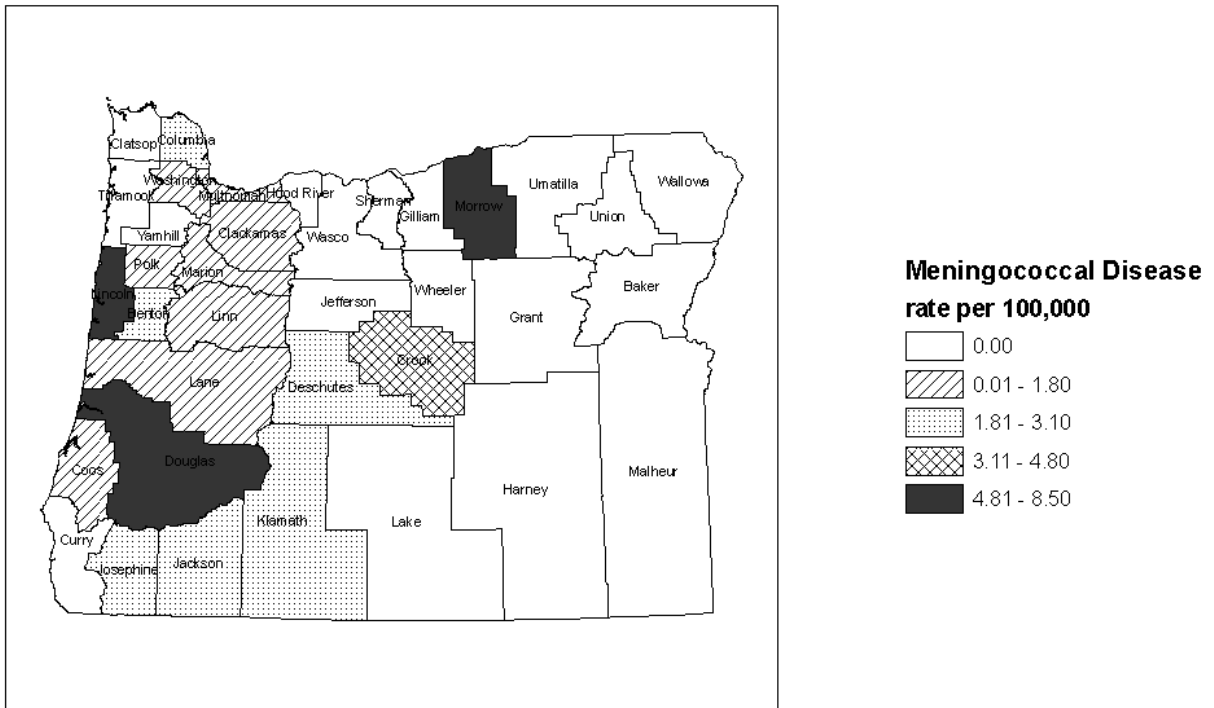 Clatsop
Columbia
Washington
Tillamook
Multnomah
Hood River
Sherman
Gilliam
Morrow
Umatilla
Wallowa
Union
Yamhill
Clackamas
Wasco
Polk
Marion
Lincoln
Benton
Linn
Jefferson
Wheeler
Grant
Baker
Crook
Lane
Deschutes
Douglas
Coos
Malheur
Harney
Klamath
Lake
Curry
Josephine
Jackson
Meningococcal Disease
rate per 100,000
0.00
0.01 - 1.80
1.81 - 3.10
3.11 - 4.80
4.81 - 8.50